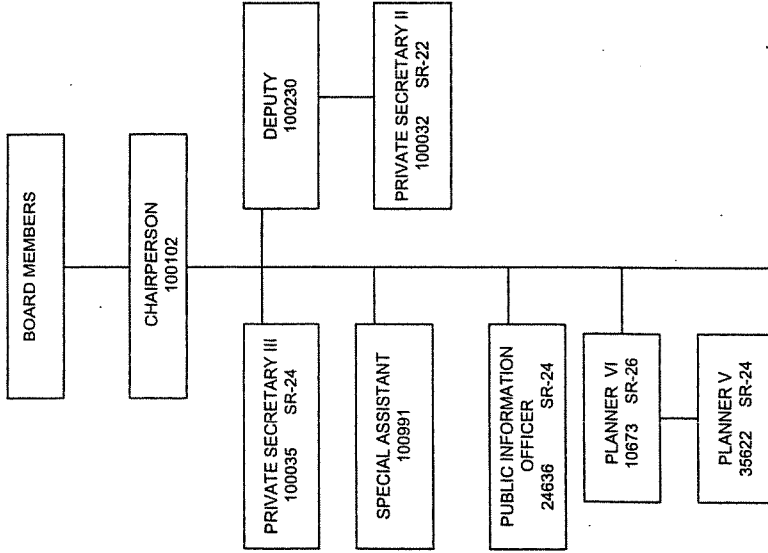 BOARD MEMBERS
CHAIRPERSON
100102
DEPUTY
100230
PRIVATE SECRETARY II
100032 SR-22
PRIVATE SECRETARY III
100035 SR-24
SPECIAL ASSISTANT
100991
PUBLIC INFORMATION
OFFICER
24636 SR-24
PLANNER VI
10673 SR-26
PLANNER V
35622 SR-24